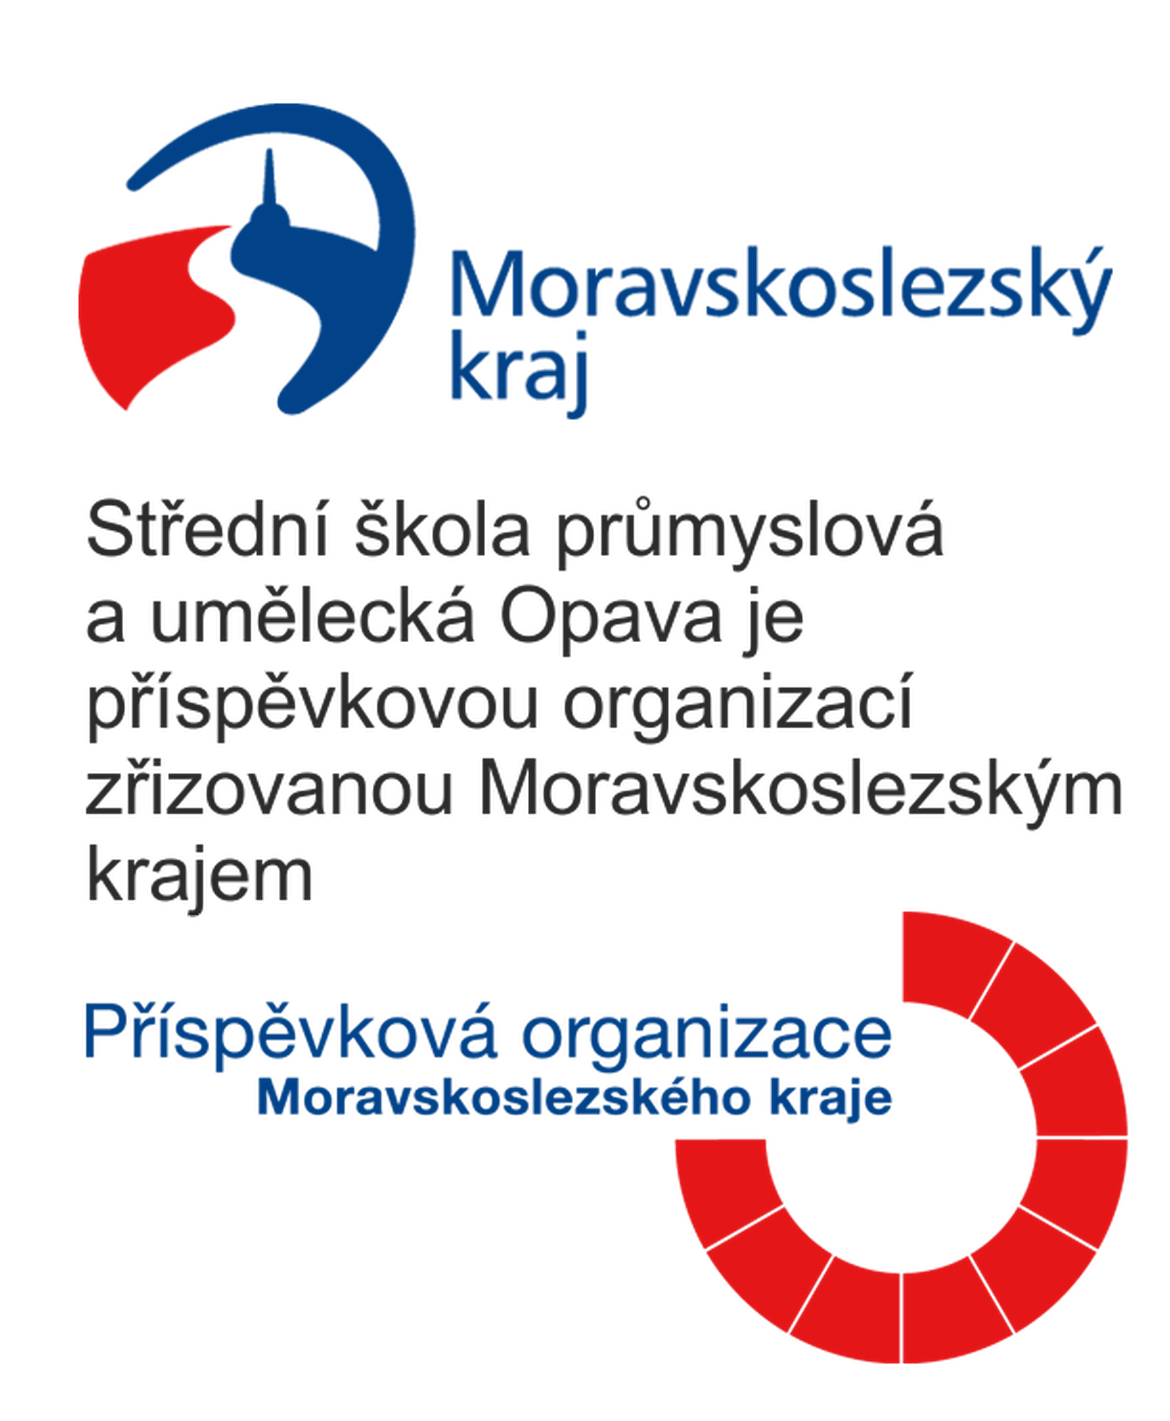 Moravskoslezský
kraj
Střední škola průmyslová
a umělecká Opava je
příspěvkovou organizací
zřizovanou Moravskoslezským
krajem
Příspěvková organizace
Moravskoslezského kraje